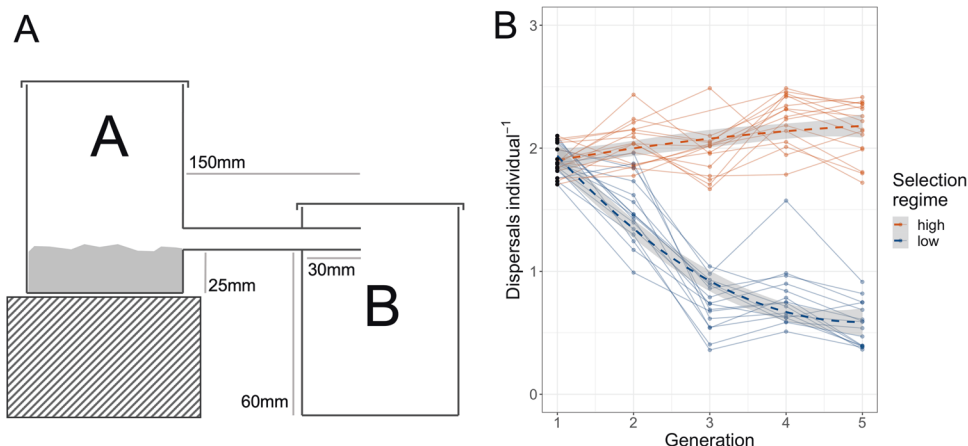 A
A
150mm
25mm
30mm
B
60mm
B
Dispersals individual⁻¹
3
2
1
0
1 2 3 4 5
Generation
Selection
regime
high
low